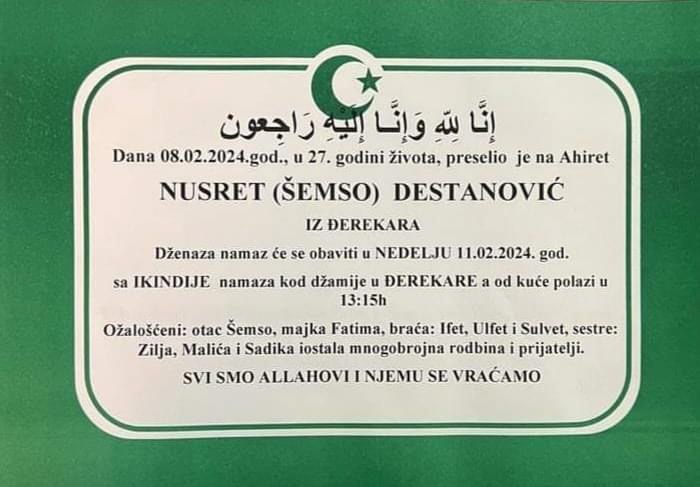 إِنَّا لِلّهِ وَإِنَّـا إِلَيْهِ رَاجِعون
Dana 08.02.2024.god., u 27. godini života, preselio je na Ahiret
NUSRET (ŠEMSO) DESTANOVIĆ
IZ ĐEREKARA
Dženaza namaz će se obaviti u NEDELJU 11.02.2024. god.
sa IKINDIJE namaza kod džamije u ĐEREKARE a od kuće polazi u
13:15h
Ožalošćeni: otac Šemso, majka Fatima, braća: Ifet, Ulfet i Sulvet, sestre:
Zilja, Malića i Sadika iostala mnogobrojna rodbina i prijatelji.
SVI SMO ALLAHOVI I NJEMU SE VRAĆAMO